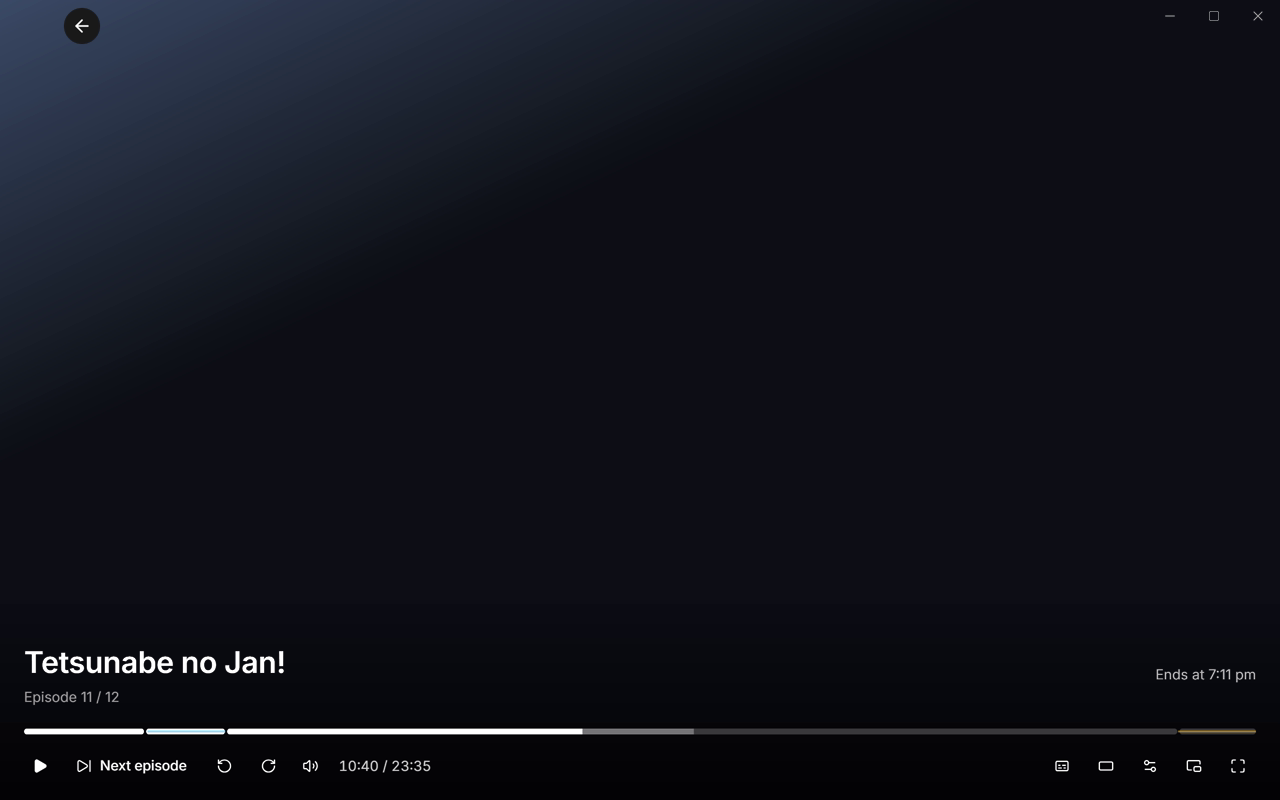 Tetsunabe no Jan!
Ends at 7:11 pm
Episode 11 / 12
Next episode
10:40 / 23:35